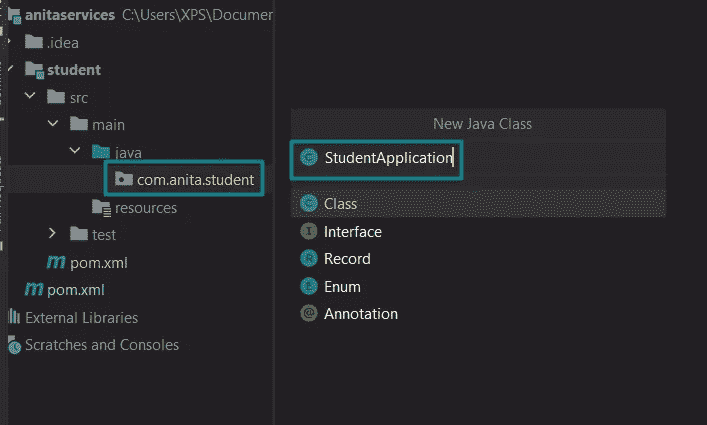 anitaservices C:\Users\XPS\Documen
.idea
student
src
main
java
com.anita.student
resources
test
pom.xml
pom.xml
External Libraries
Scratches and Consoles
New Java Class
StudentApplication
Class
Interface
Record
Enum
Annotation